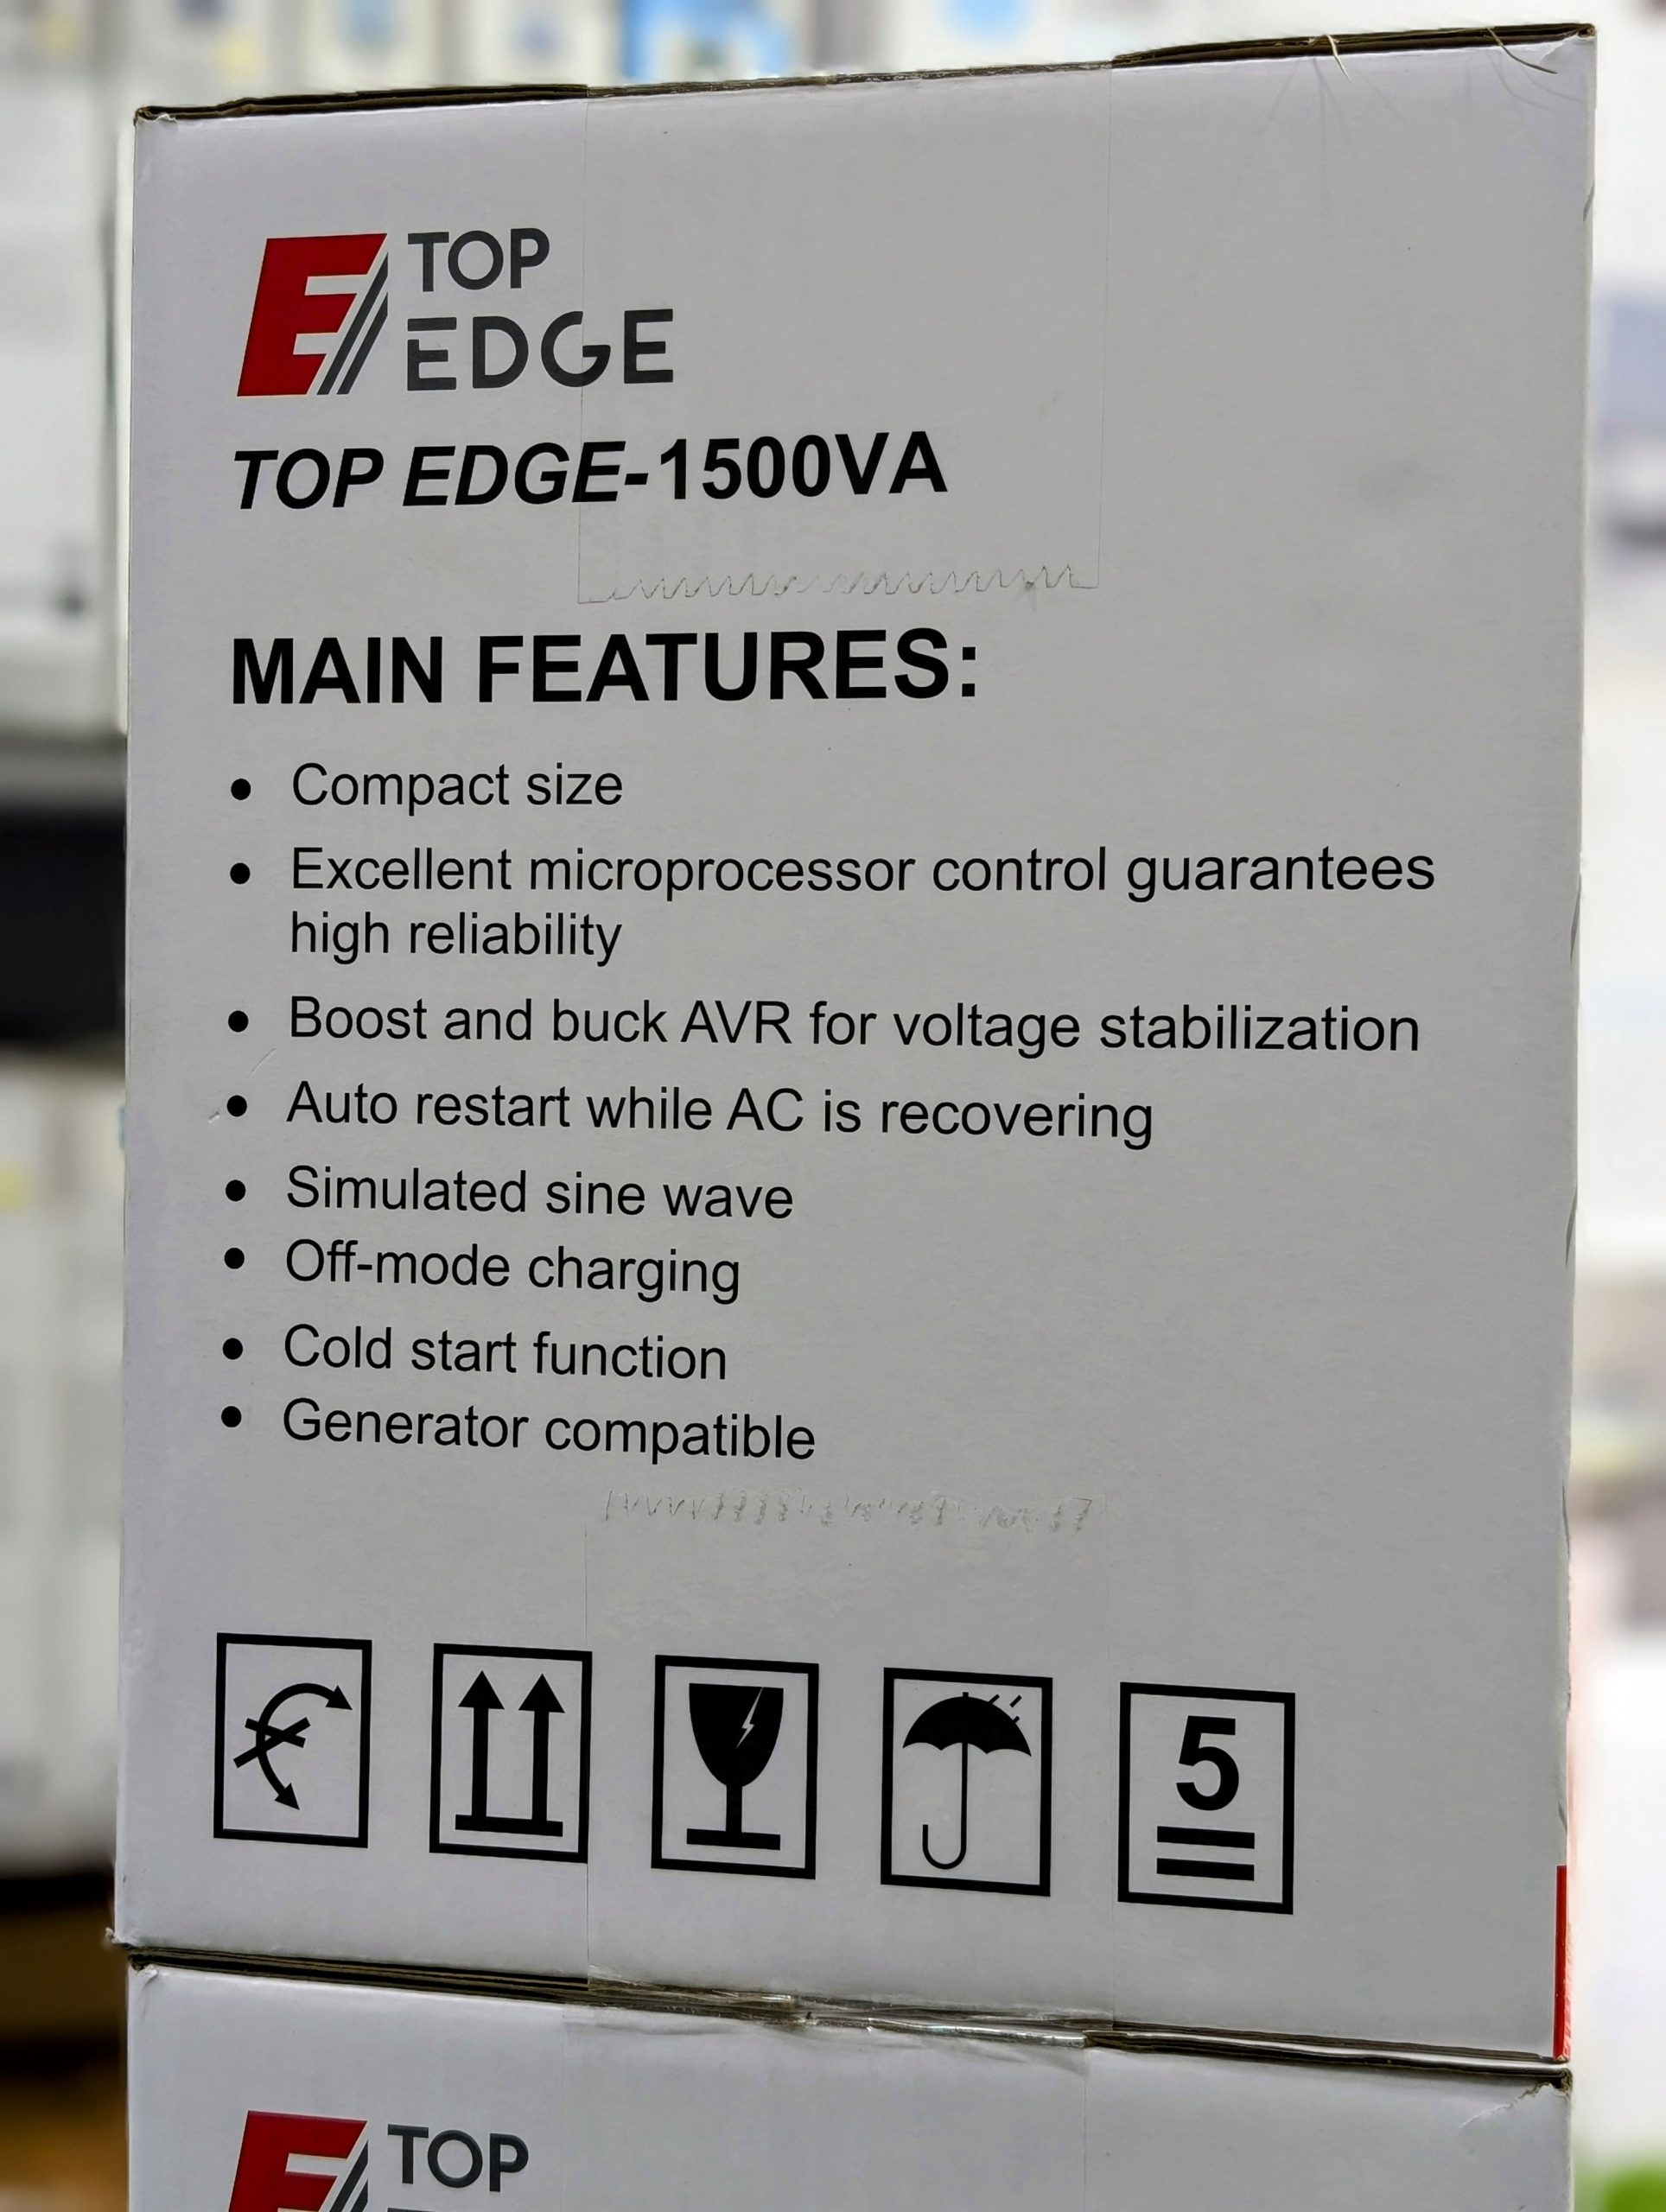 TOP
EDGE
TOP EDGE-1500VA
MAIN FEATURES:
• Compact size
• Excellent microprocessor control guarantees
high reliability
• Boost and buck AVR for voltage stabilization
• Auto restart while AC is recovering
• Simulated sine wave
• Off-mode charging
• Cold start function
• Generator compatible
5
TOP